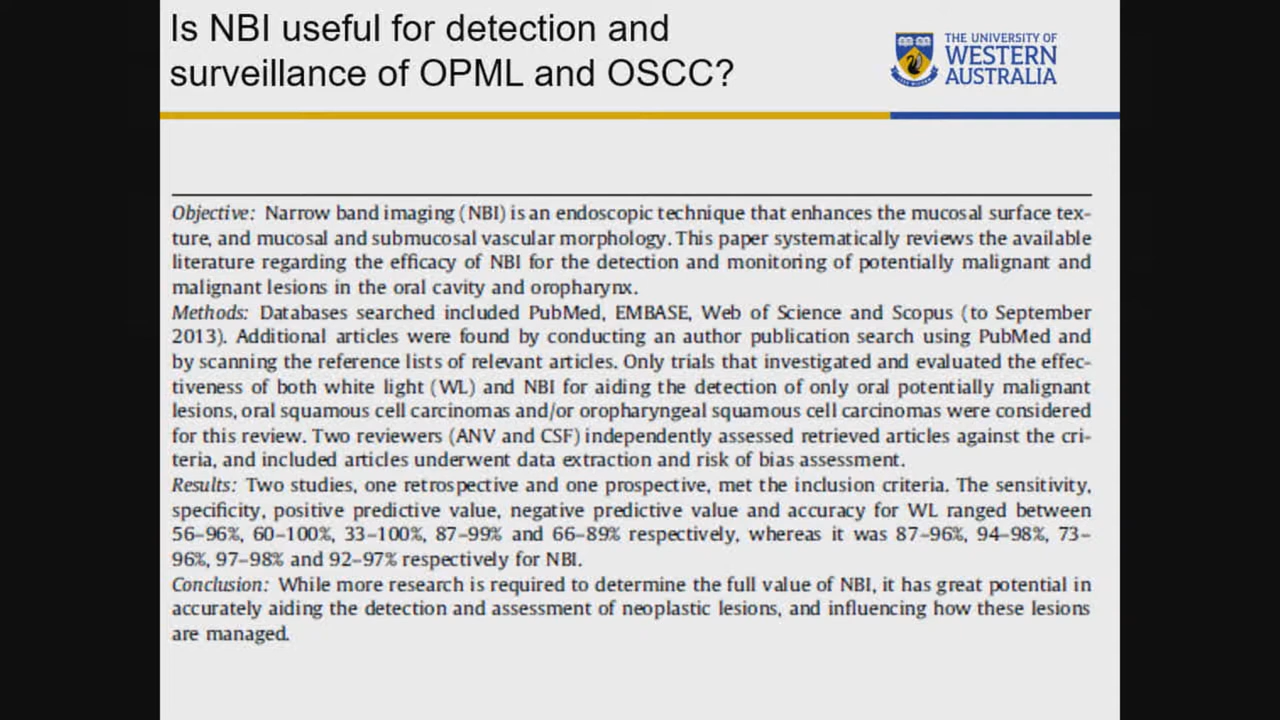 Is NBI useful for detection and
surveillance of OPML and OSCC?
THE UNIVERSITY OF
WESTERN
AUSTRALIA
Objective: Narrow band imaging (NBI) is an endoscopic technique that enhances the mucosal surface tex-
ture, and mucosal and submucosal vascular morphology. This paper systematically reviews the available
literature regarding the efficacy of NBI for the detection and monitoring of potentially malignant and
malignant lesions in the oral cavity and oropharynx.
Methods: Databases searched included PubMed, EMBASE, Web of Science and Scopus (to September
2013). Additional articles were found by conducting an author publication search using PubMed and
by scanning the reference lists of relevant articles. Only trials that investigated and evaluated the effec-
tiveness of both white light (WL) and NBI for aiding the detection of only oral potentially malignant
lesions, oral squamous cell carcinomas and/or oropharyngeal squamous cell carcinomas were considered
for this review. Two reviewers (ANV and CSF) independently assessed retrieved articles against the cri-
teria, and included articles underwent data extraction and risk of bias assessment.
Results: Two studies, one retrospective and one prospective, met the inclusion criteria. The sensitivity,
specificity, positive predictive value, negative predictive value and accuracy for WL ranged between
56–96%, 60–100%, 33–100%, 87–99% and 66–89% respectively, whereas it was 87–96%, 94–98%, 73–
96%, 97–98% and 92–97% respectively for NBI.
Conclusion: While more research is required to determine the full value of NBI, it has great potential in
accurately aiding the detection and assessment of neoplastic lesions, and influencing how these lesions
are managed.